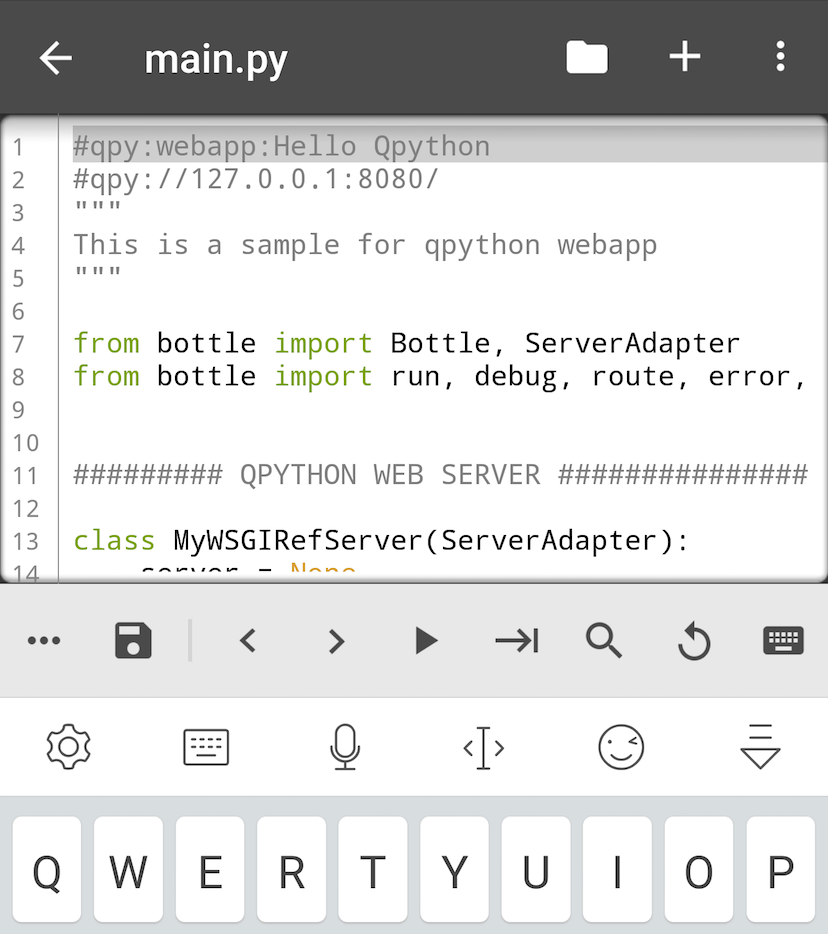 main.py
1 #qpy:webapp:Hello Qpython
2 #qpy://127.0.0.1:8080/
3 """
4 This is a sample for qpython webapp
5 """
6
7 from bottle import Bottle, ServerAdapter
8 from bottle import run, debug, route, error,
9
10
11 ######### QPYTHON WEB SERVER ###############
12
13 class MyWSGIRefServer(ServerAdapter):
14 server = None
Q W E R T Y U I O P